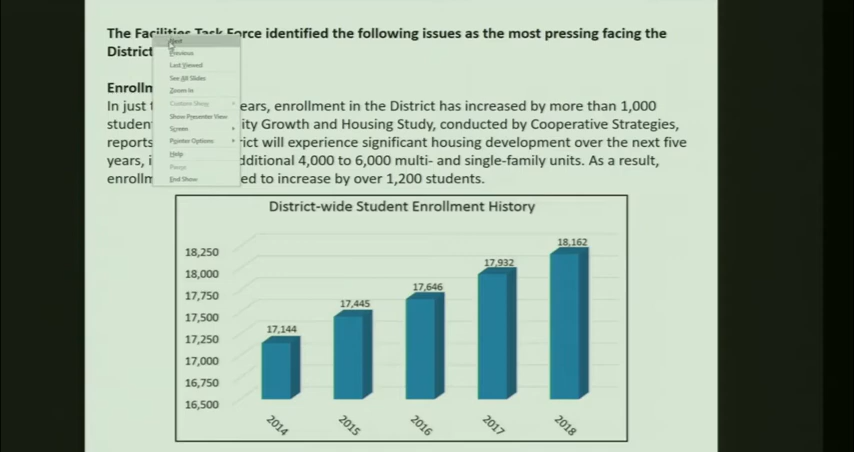 The Facilities Task Force identified the following issues as the most pressing facing the
District
Next
Previous
Last Viewed
See All Slides
Zoom In
Custom Show
Show Presenter View
Screen
Pointer Options
Help
Pause
End Show
Enrollm
In just ears, enrollment in the District has increased by more than 1,000
studen ity Growth and Housing Study, conducted by Cooperative Strategies,
reports rict will experience significant housing development over the next five
years, i dditional 4,000 to 6,000 multi- and single-family units. As a result,
enrollm ed to increase by over 1,200 students.
District-wide Student Enrollment History
18,250
18,000
17,750
17,500
17,250
17,000
16,750
16,500
17,144
17,445
17,646
17,932
18,162
2014
2015
2016
2017
2018